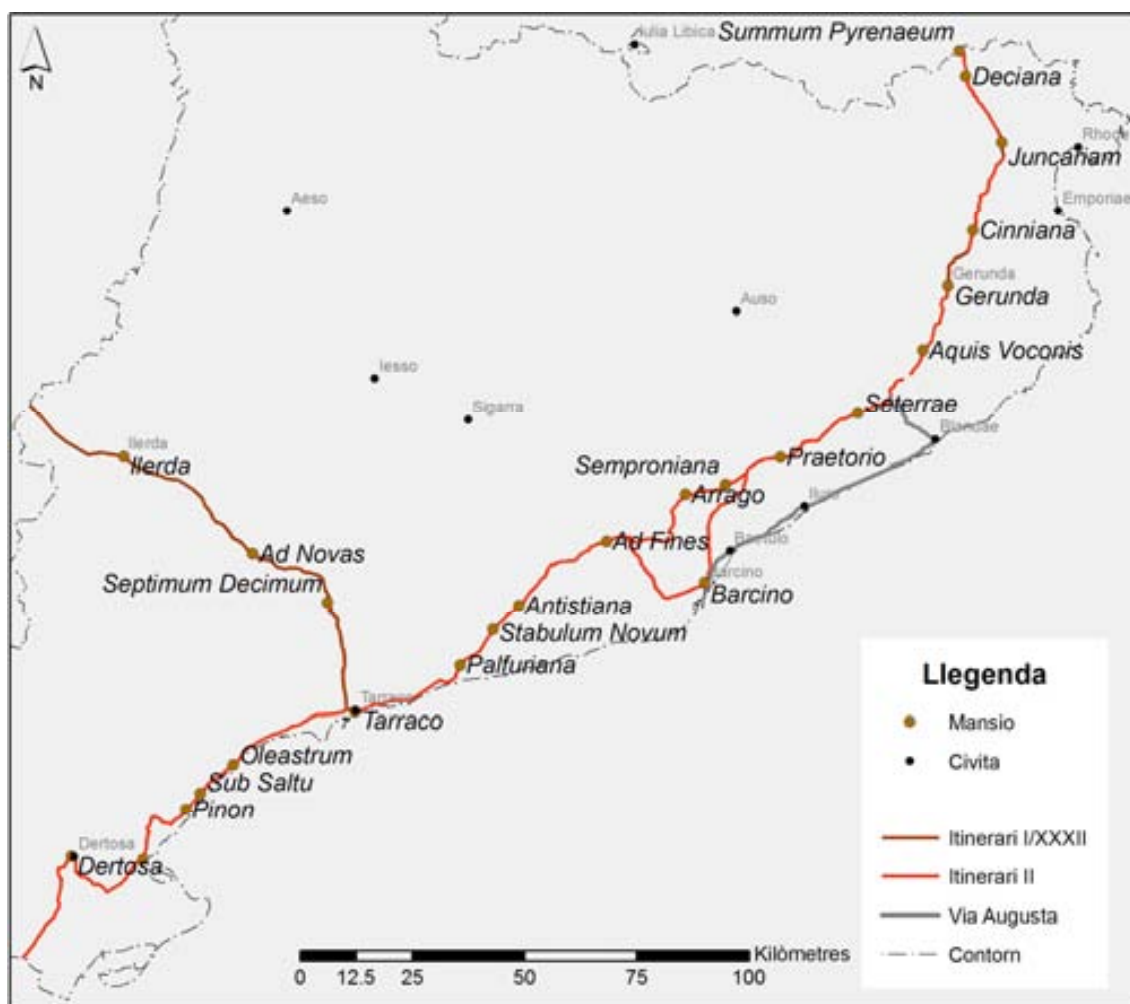 Iulia Libica
Summum Pyrenaeum
N
Deciana
Rhode
Juncariam
Aeso
Emporiae
Cinniana
Gerunda
Gerunda
Auso
Aquis Voconis
Iesso
Sigarra
Seterrae
Blandae
Ilerda
Ilerda
Semproniana
Praetorio
Arrago
Iluro
Ad Novas
Ad Fines
Baetulo
Septimum Decimum
Barcino
Barcino
Antistiana
Stabulum Novum
Palfuriana
Tarraco
Tarraco
Oleastrum
Sub Saltu
Pinon
Dertosa
Dertosa
Llegenda
Mansio
Civita
Itinerari I/XXXII
Itinerari II
Via Augusta
Contorn
Kilòmetres
0 12.5 25 50 75 100